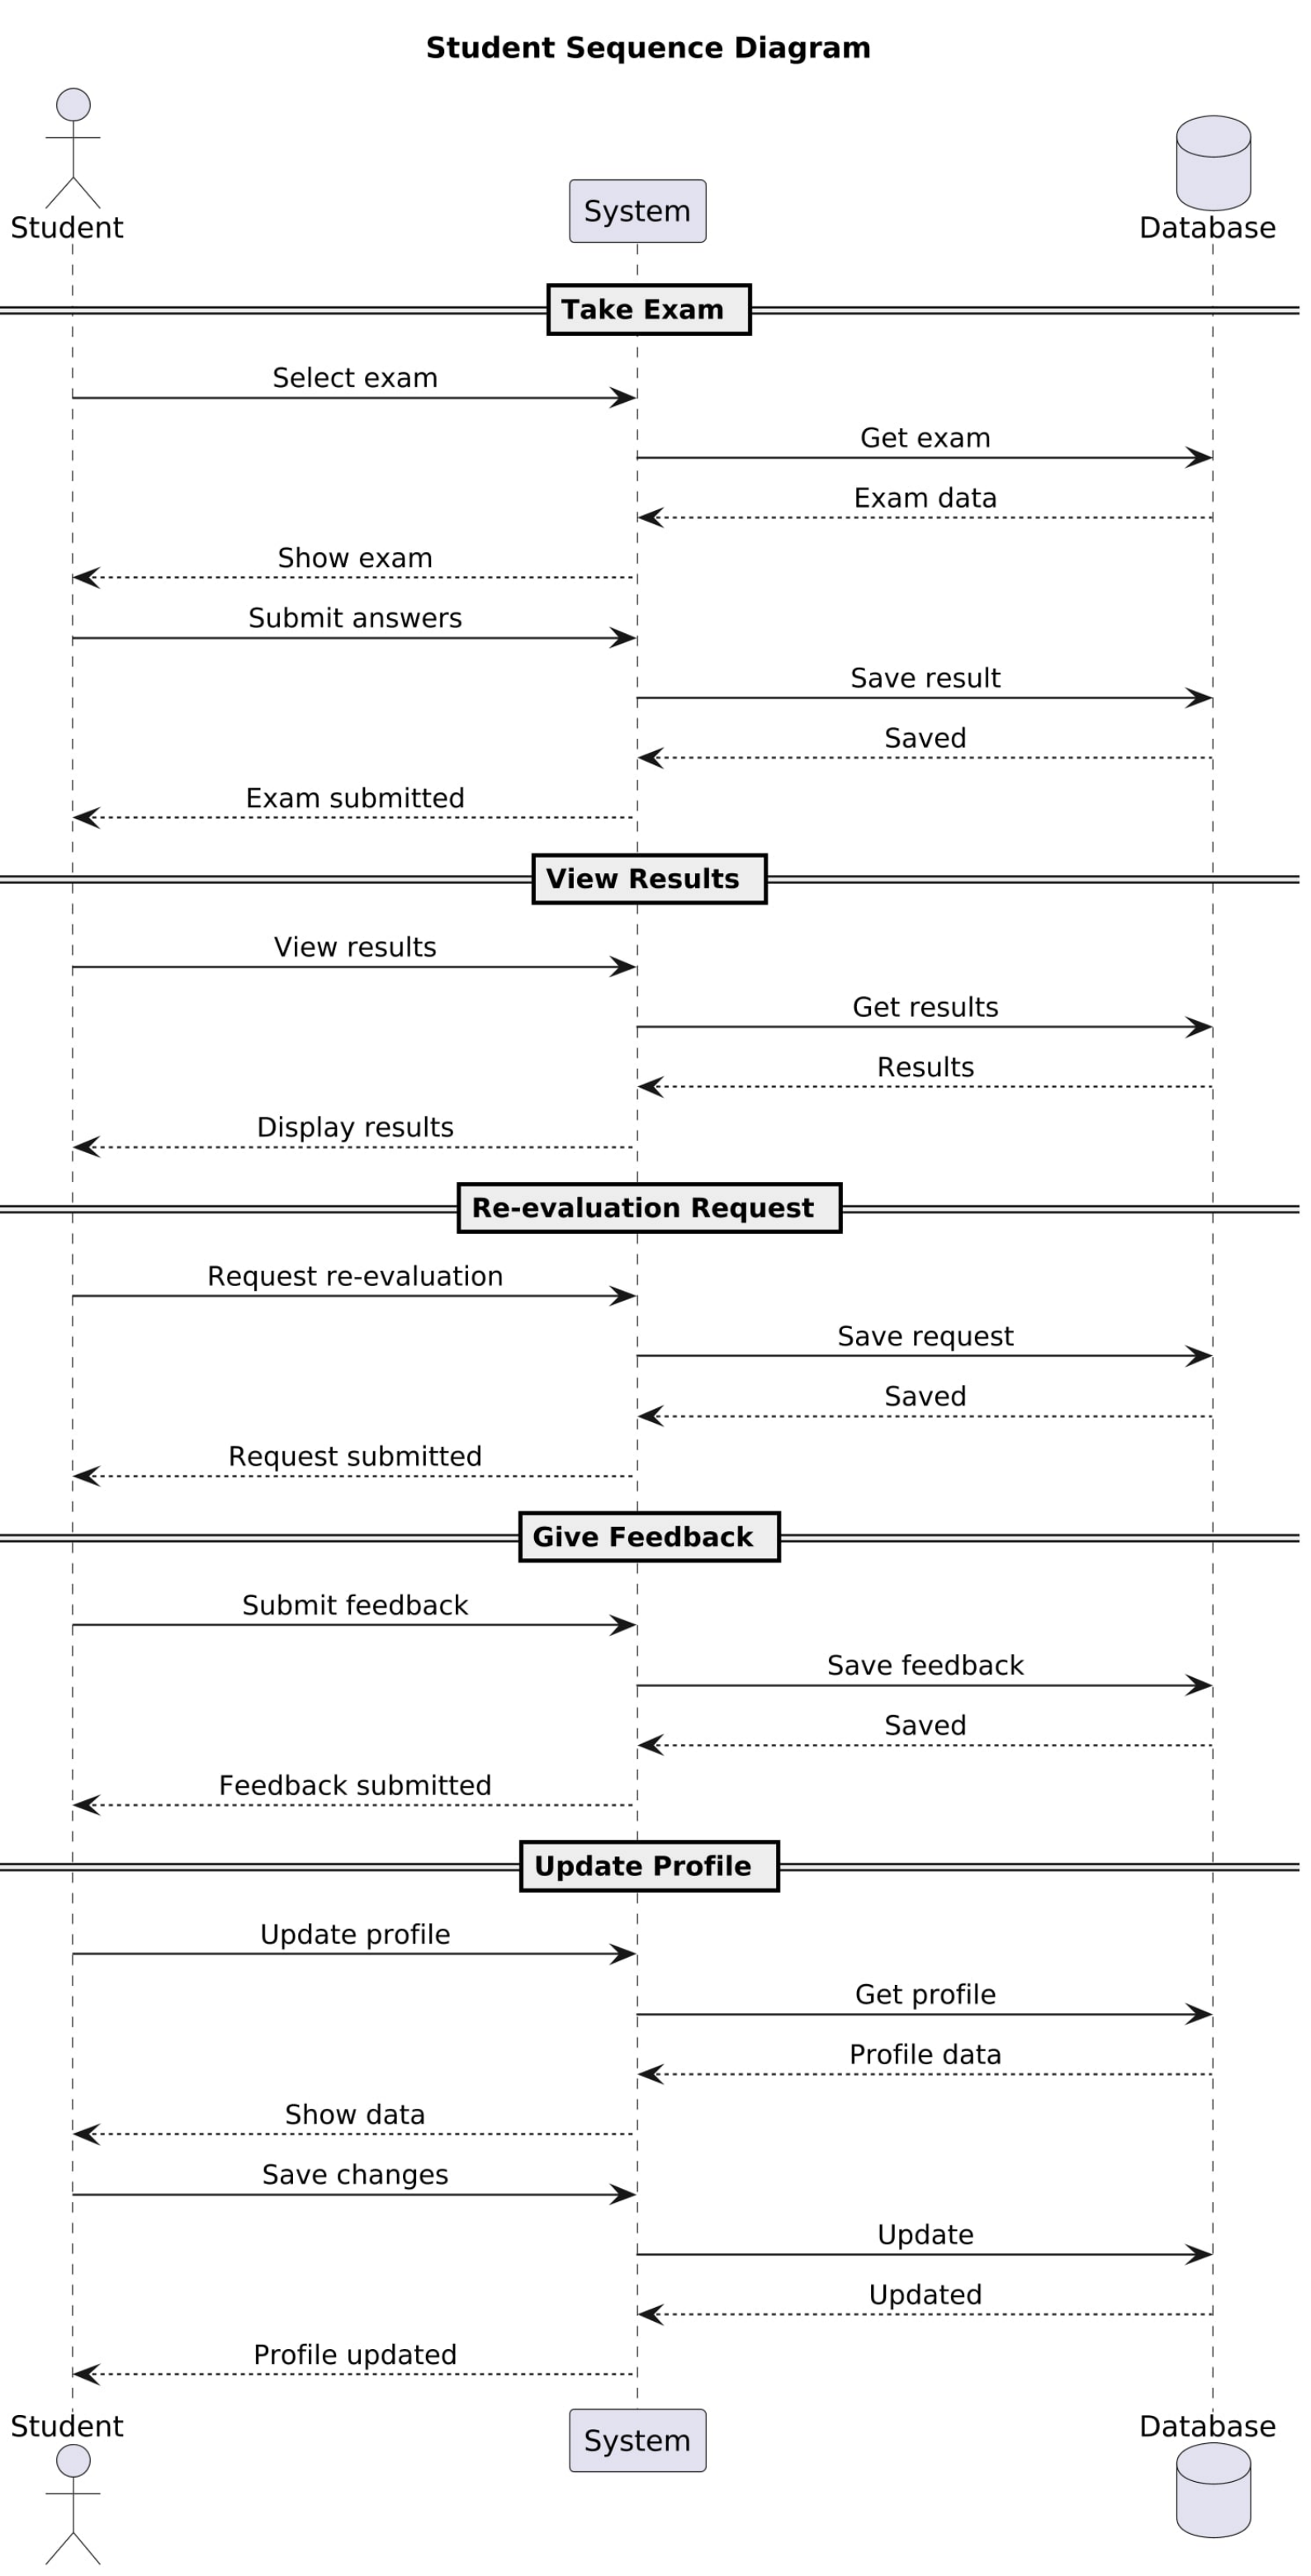 Student Sequence Diagram
Student
System
Database
Take Exam
Select exam
Get exam
Exam data
Show exam
Submit answers
Save result
Saved
Exam submitted
View Results
View results
Get results
Results
Display results
Re-evaluation Request
Request re-evaluation
Save request
Saved
Request submitted
Give Feedback
Submit feedback
Save feedback
Saved
Feedback submitted
Update Profile
Update profile
Get profile
Profile data
Show data
Save changes
Update
Updated
Profile updated
Student
System
Database